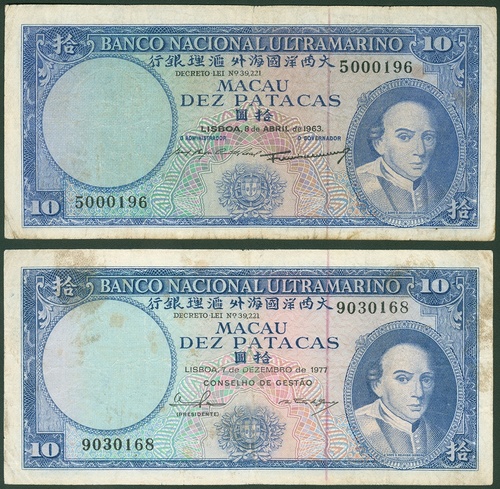 拾 BANCO NACIONAL ULTRAMARINO 10
行銀理滙外海國洋西大 5000196
DECRETO LEI Nº 39,221
MACAU
DEZ PATACAS
圓拾
LISBOA, 8 de ABRIL de 1963
O ADMINISTRADOR O GOVERNADOR
5000196
10 拾
拾 BANCO NACIONAL ULTRAMARINO 10
行銀理滙外海國洋西大 9030168
DECRETO LEI Nº 39,221
MACAU
DEZ PATACAS
圓拾
LISBOA, 7 de DEZEMBRO de 1977
CONSELHO DE GESTÃO
(PRESIDENTE)
9030168
10 拾